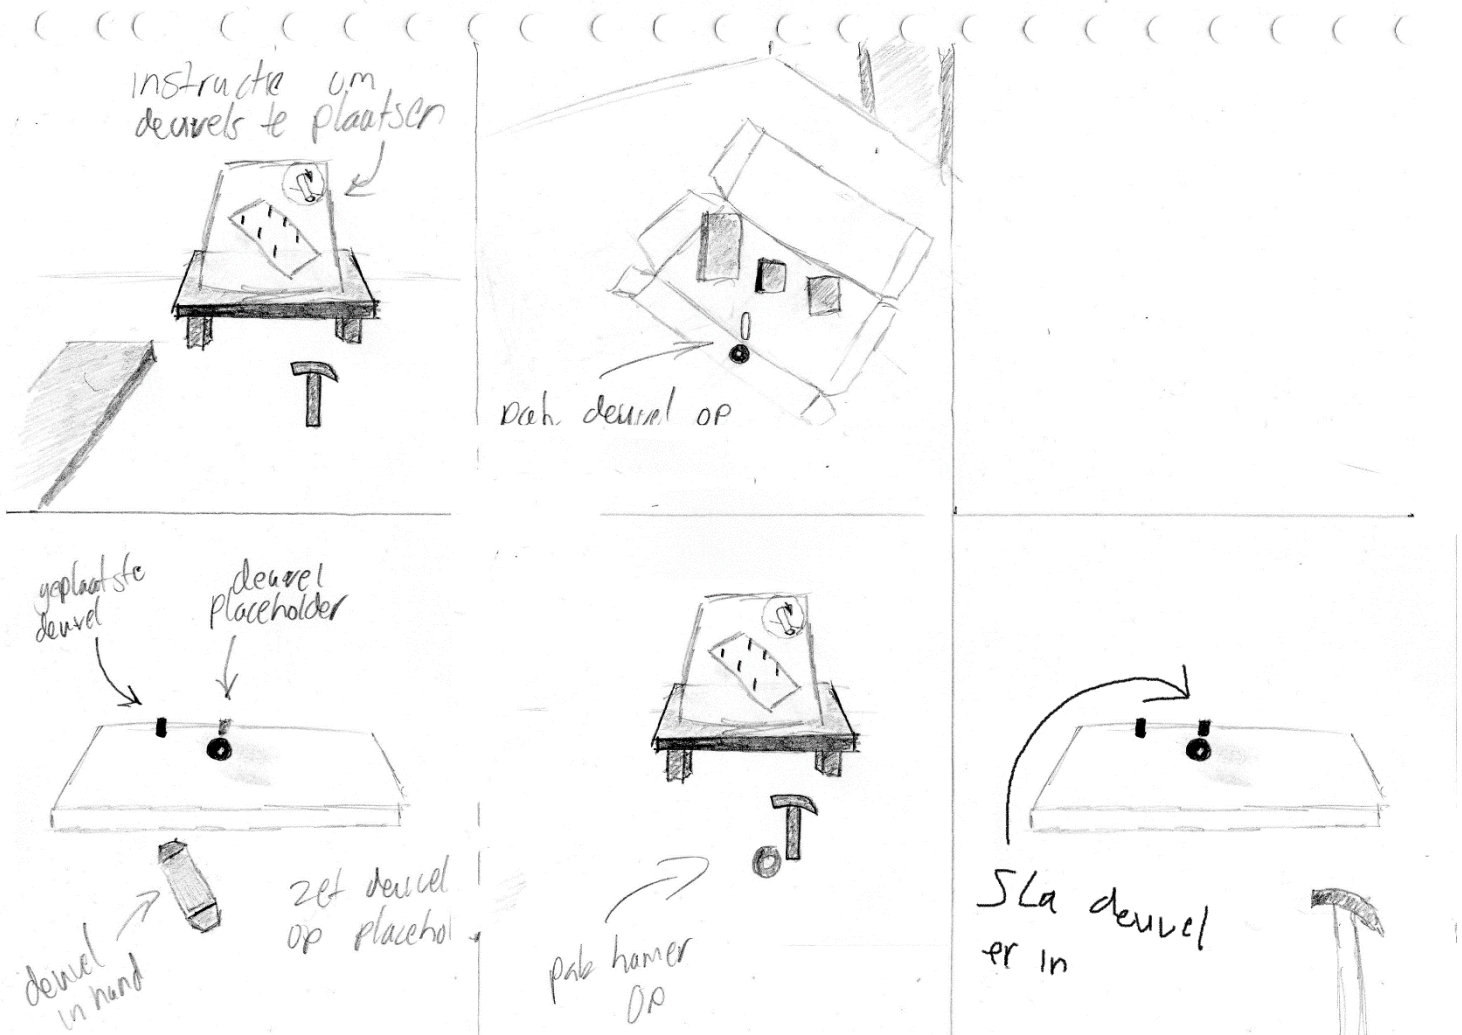 instructie om
deuvels te plaatsen
pak deuvel op
geplaatste
deuvel
deuvel
placeholder
zet deuvel
op placehol
deuvel
in hand
pak hamer
op
Sla deuvel
er in